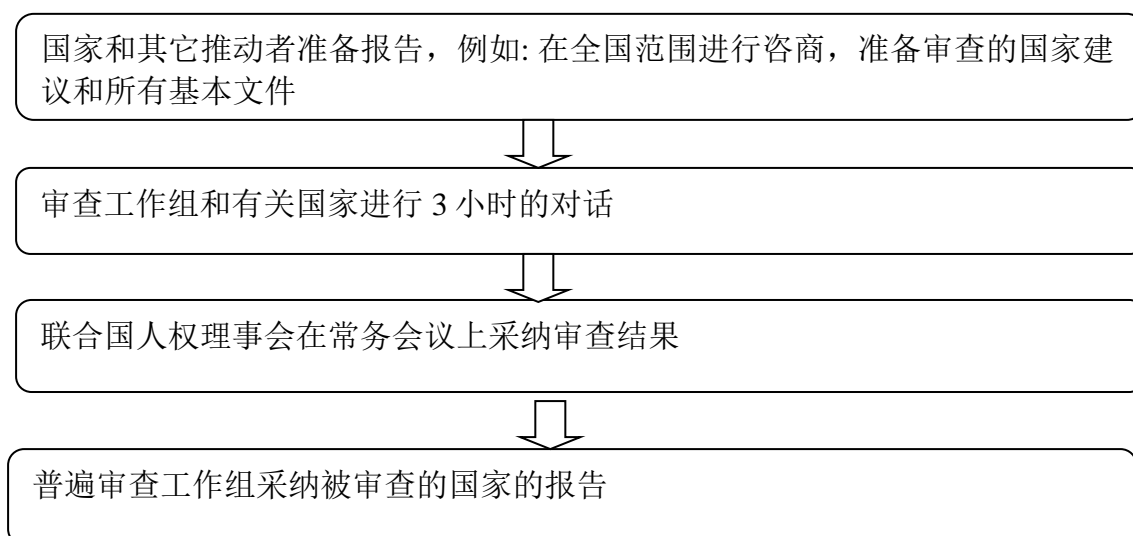 国家和其它推动者准备报告，例如: 在全国范围进行咨商，准备审查的国家建
议和所有基本文件
审查工作组和有关国家进行 3 小时的对话
联合国人权理事会在常务会议上采纳审查结果
普遍审查工作组采纳被审查的国家的报告